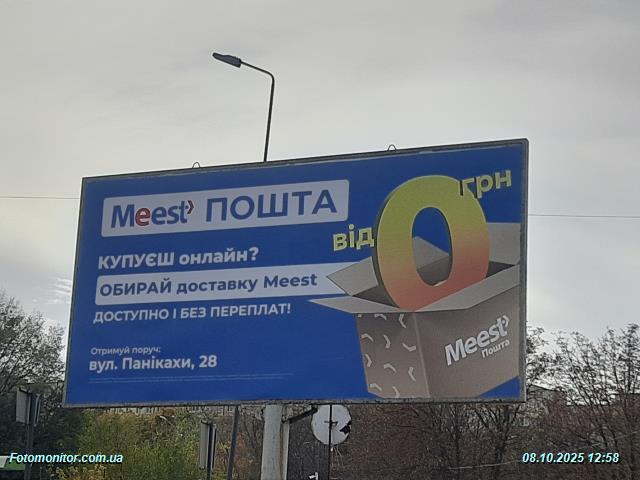 Meest ПОШТА
від 0 грн
КУПУЄШ онлайн?
ОБИРАЙ доставку Meest
ДОСТУПНО І БЕЗ ПЕРЕПЛАТ!
Отримуй поруч:
вул. Панікахи, 28
Meest
Пошта
Fotomonitor.com.ua
08.10.2025 12:58